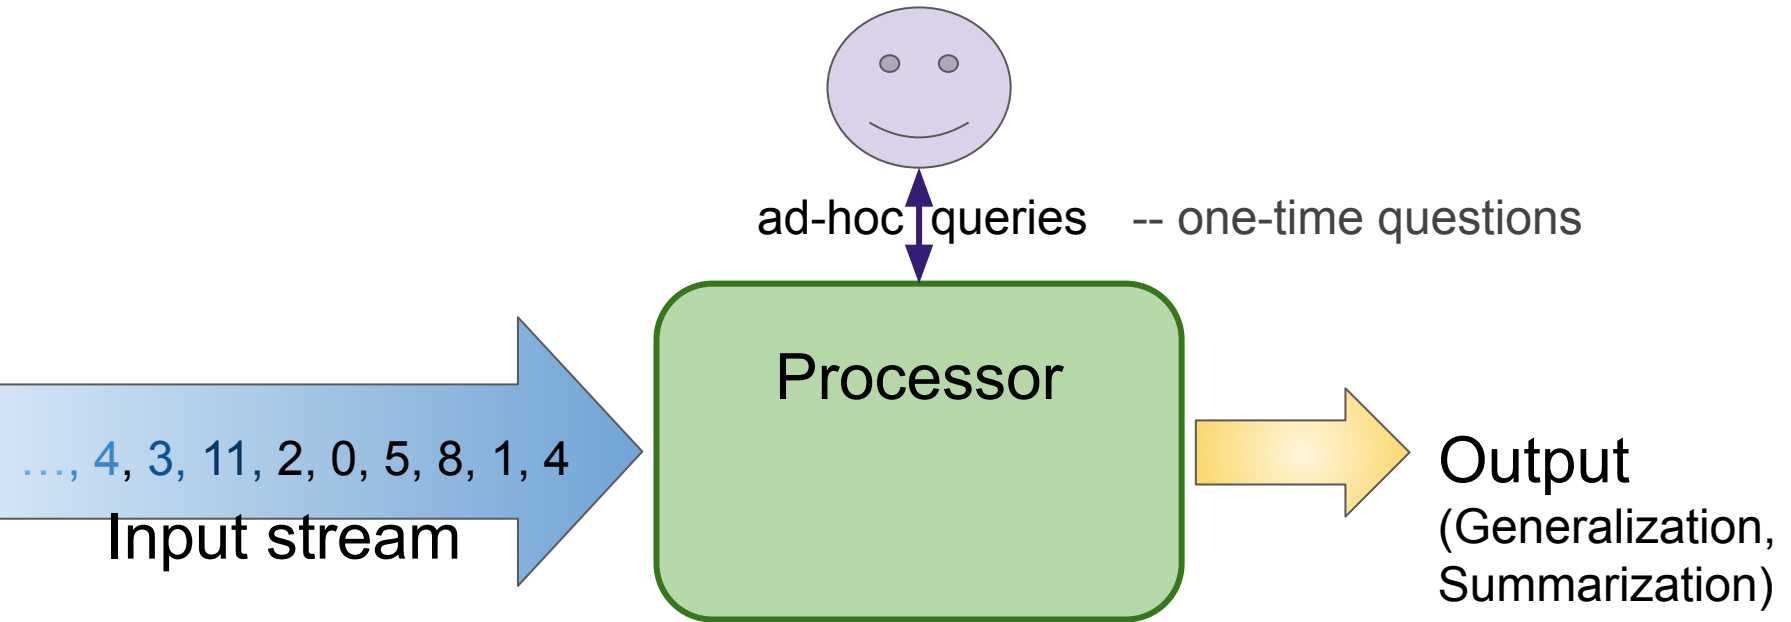 ad-hoc queries -- one-time questions
Processor
…, 4, 3, 11, 2, 0, 5, 8, 1, 4
Input stream
Output
(Generalization,
Summarization)